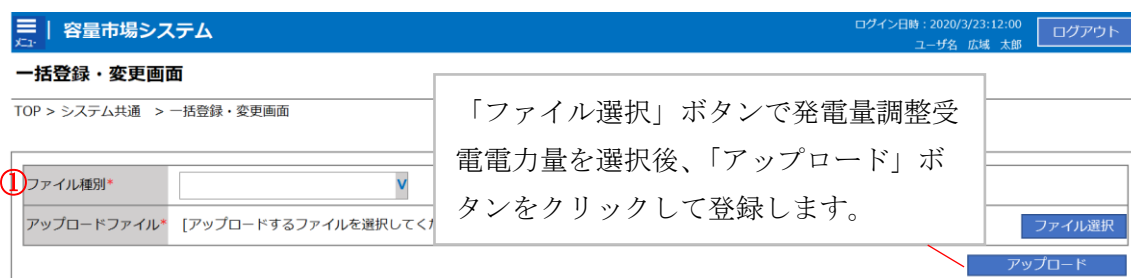 メニュー
容量市場システム
ログイン日時：2020/3/23:12:00
ユーザ名 広域 太郎
ログアウト
一括登録・変更画面
TOP > システム共通 > 一括登録・変更画面
「ファイル選択」ボタンで発電量調整受
電電力量を選択後、「アップロード」ボ
タンをクリックして登録します。
①
ファイル種別*
V
アップロードファイル*
[アップロードするファイルを選択してくだ
ファイル選択
アップロード